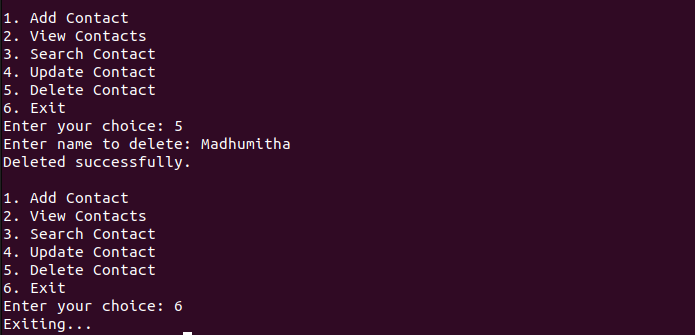 1. Add Contact
2. View Contacts
3. Search Contact
4. Update Contact
5. Delete Contact
6. Exit
Enter your choice: 5
Enter name to delete: Madhumitha
Deleted successfully.
1. Add Contact
2. View Contacts
3. Search Contact
4. Update Contact
5. Delete Contact
6. Exit
Enter your choice: 6
Exiting...